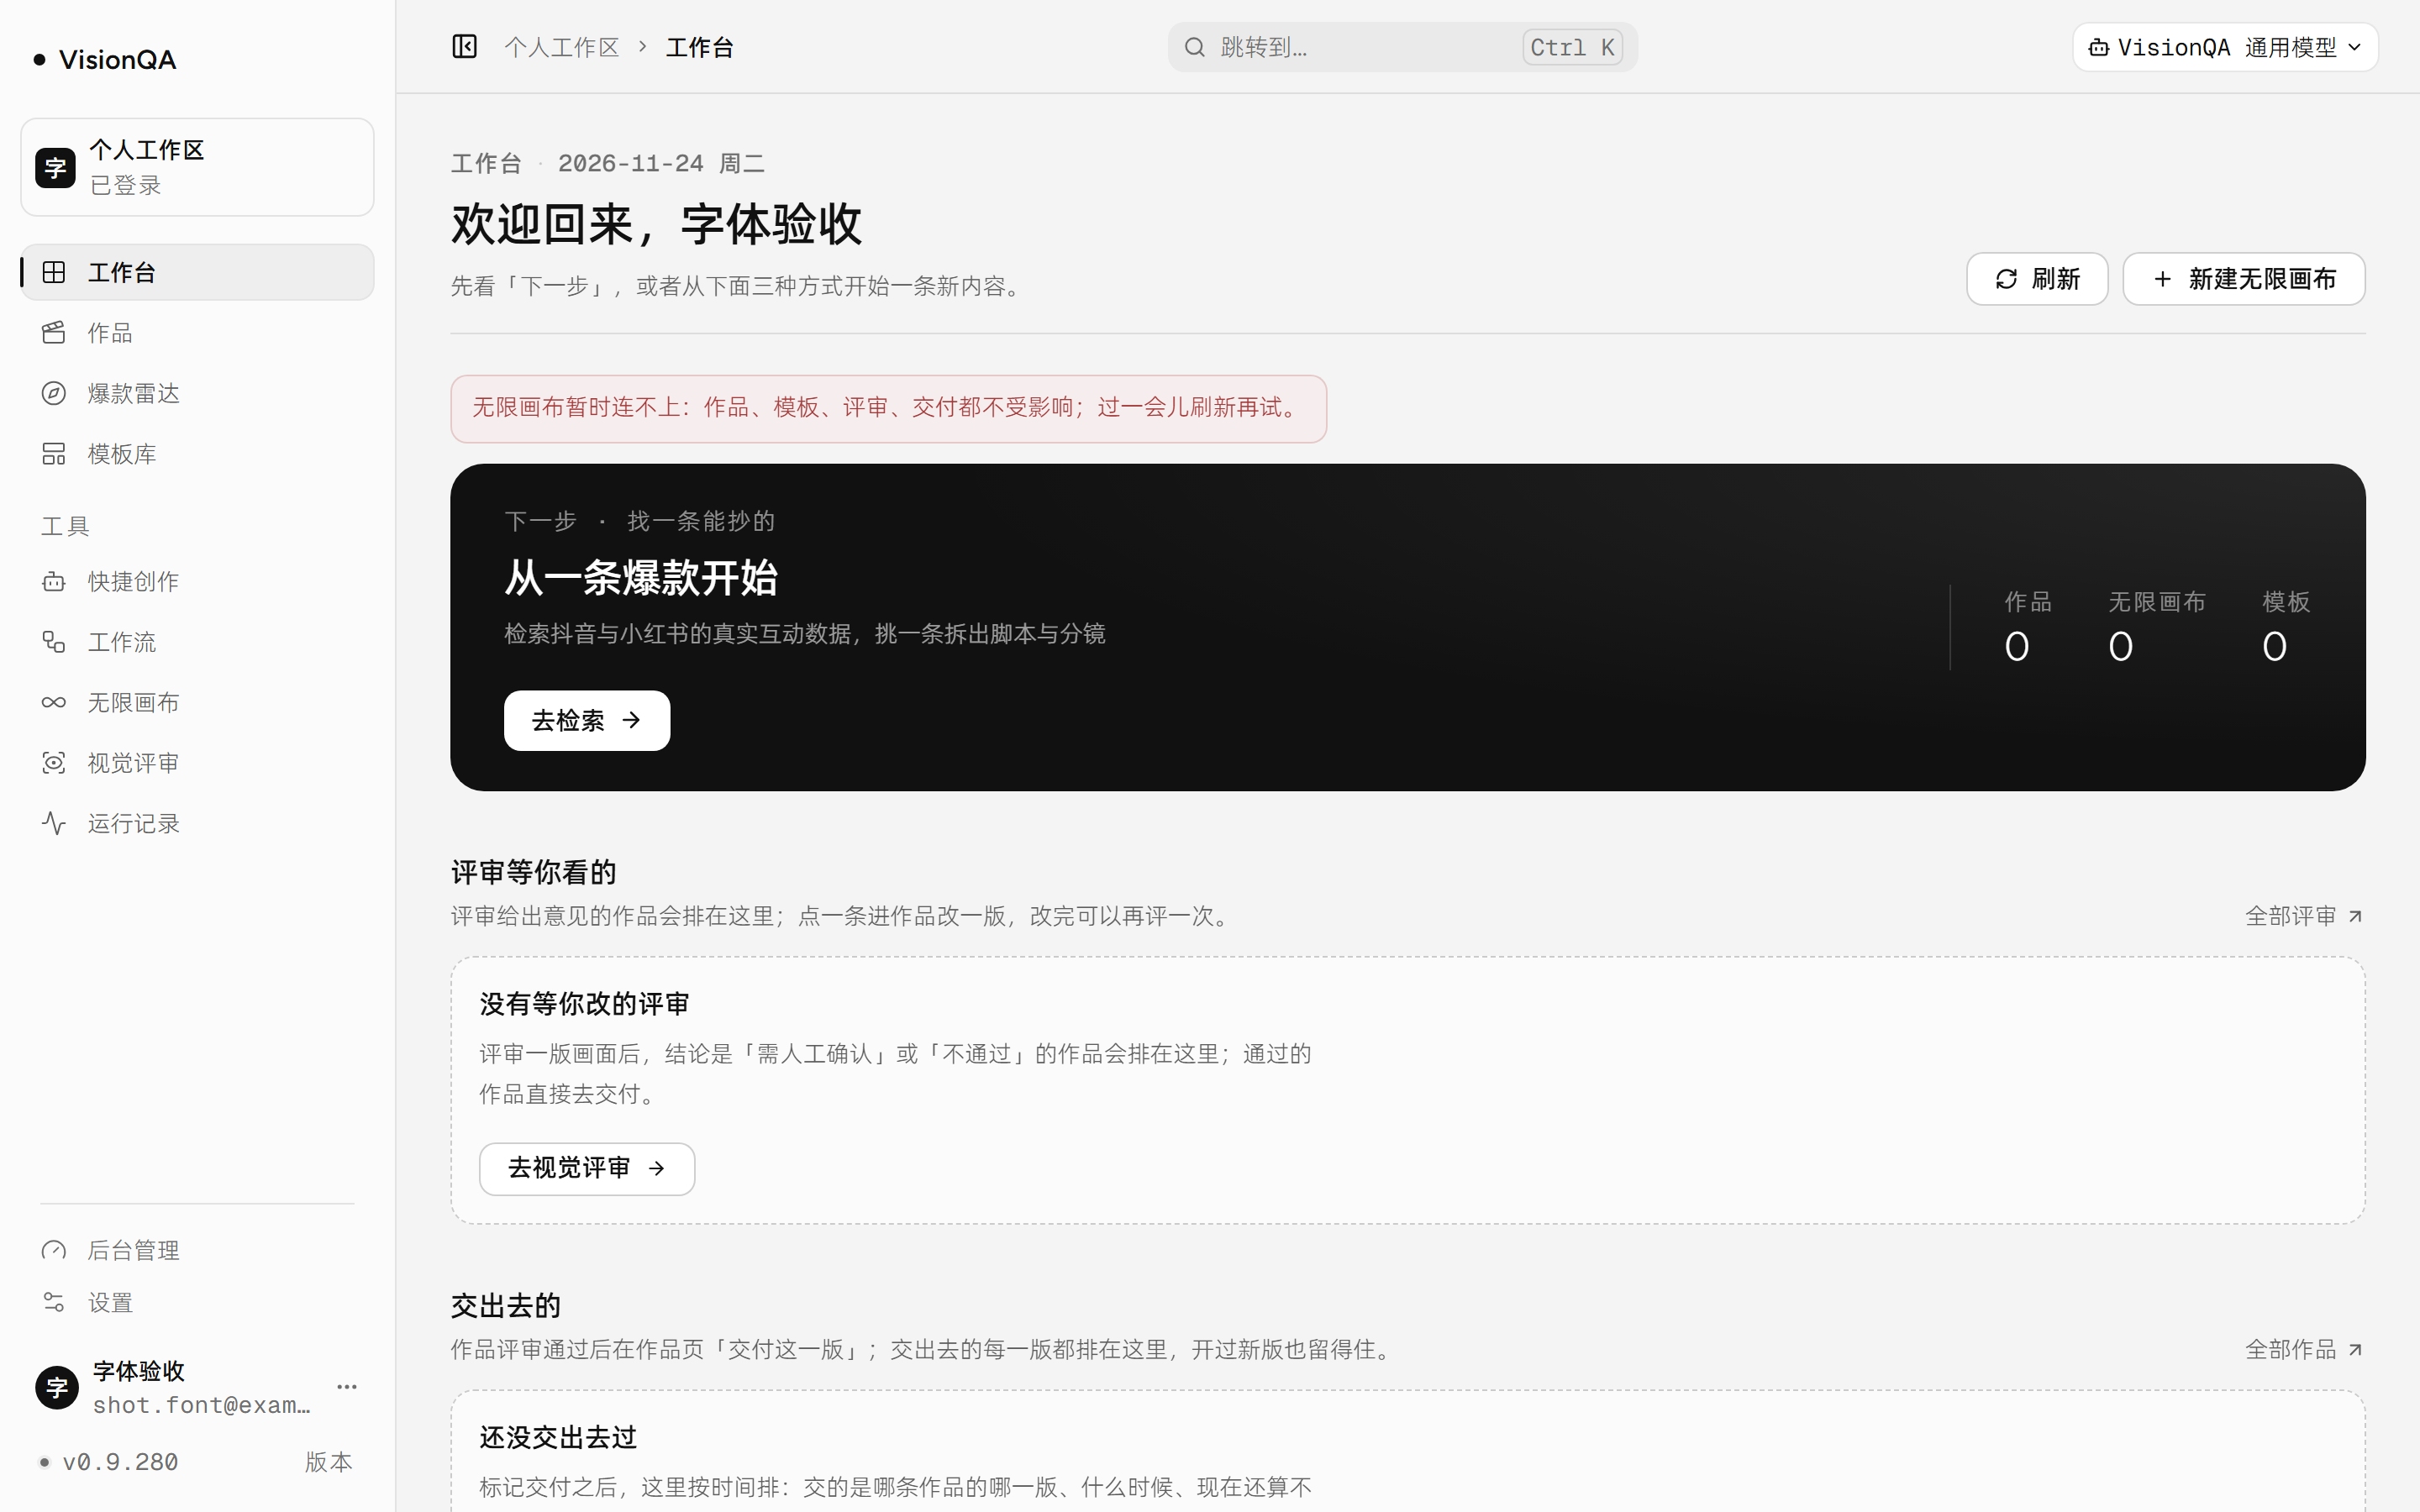 VisionQA
个人工作区
已登录
工作台
作品
爆款雷达
模板库
工具
快捷创作
工作流
无限画布
视觉评审
运行记录
后台管理
设置
字体验收
shot.font@exam…
v0.9.280 版本
个人工作区 > 工作台
跳转到… Ctrl K
VisionQA 通用模型
工作台 · 2026-11-24 周二
欢迎回来，字体验收
先看「下一步」，或者从下面三种方式开始一条新内容。
刷新
新建无限画布
无限画布暂时连不上：作品、模板、评审、交付都不受影响；过一会儿刷新再试。
下一步 · 找一条能抄的
从一条爆款开始
检索抖音与小红书的真实互动数据，挑一条拆出脚本与分镜
去检索
作品 无限画布 模板
0 0 0
评审等你看的
评审给出意见的作品会排在这里；点一条进作品改一版，改完可以再评一次。
全部评审
没有等你改的评审
评审一版画面后，结论是「需人工确认」或「不通过」的作品会排在这里；通过的
作品直接去交付。
去视觉评审
交出去的
作品评审通过后在作品页「交付这一版」；交出去的每一版都排在这里，开过新版也留得住。
全部作品
还没交出去过
标记交付之后，这里按时间排：交的是哪条作品的哪一版、什么时候、现在还算不
字
字